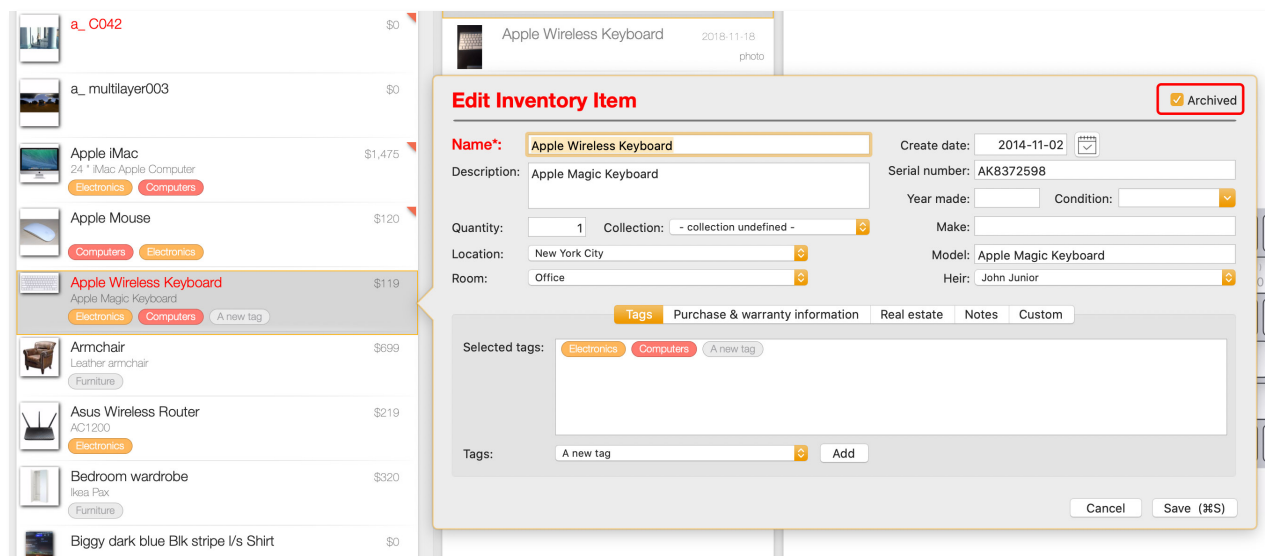 a_ C042
$0
a_ multilayer003
$0
Apple iMac
$1,475
24 " iMac Apple Computer
Electronics Computers
Apple Mouse
$120
Computers Electronics
Apple Wireless Keyboard
$119
Apple Magic Keyboard
Electronics Computers A new tag
Armchair
$699
Leather armchair
Furniture
Asus Wireless Router
$219
AC1200
Electronics
Bedroom wardrobe
$320
Ikea Pax
Furniture
Biggy dark blue Blk stripe l/s Shirt
$0
Apple Wireless Keyboard
2018-11-18
photo
Edit Inventory Item
Archived
Name*: Apple Wireless Keyboard
Create date: 2014-11-02
Description: Apple Magic Keyboard
Serial number: AK8372598
Year made:
Condition:
Quantity: 1
Collection: - collection undefined -
Make:
Location: New York City
Model: Apple Magic Keyboard
Room: Office
Heir: John Junior
Tags Purchase & warranty information Real estate Notes Custom
Selected tags: Electronics Computers A new tag
Tags: A new tag
Add
Cancel
Save (⌘S)